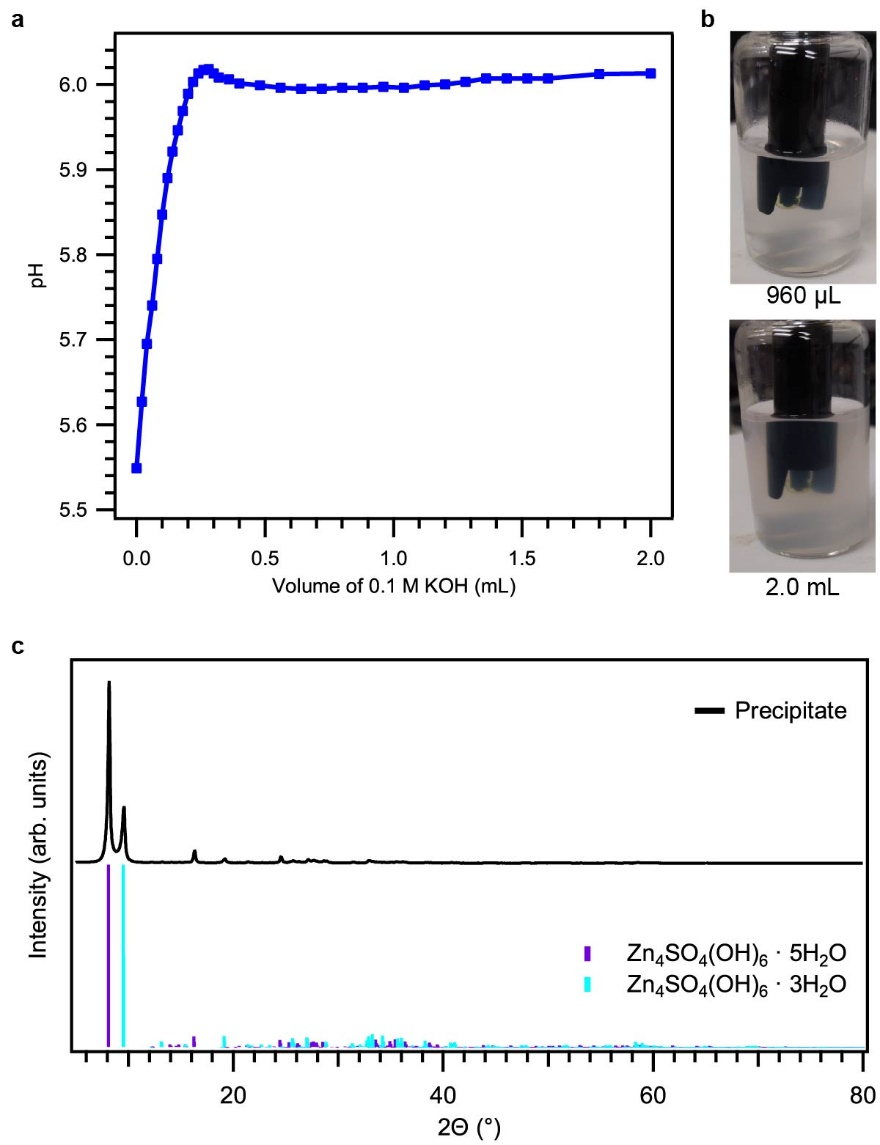 a
b
6.0
5.9
5.8
5.7
5.6
5.5
pH
0.0 0.5 1.0 1.5 2.0
Volume of 0.1 M KOH (mL)
960 µL
2.0 mL
c
Precipitate
Intensity (arb. units)
Zn₄SO₄(OH)₆ · 5H₂O
Zn₄SO₄(OH)₆ · 3H₂O
20 40 60 80
2Θ (°)